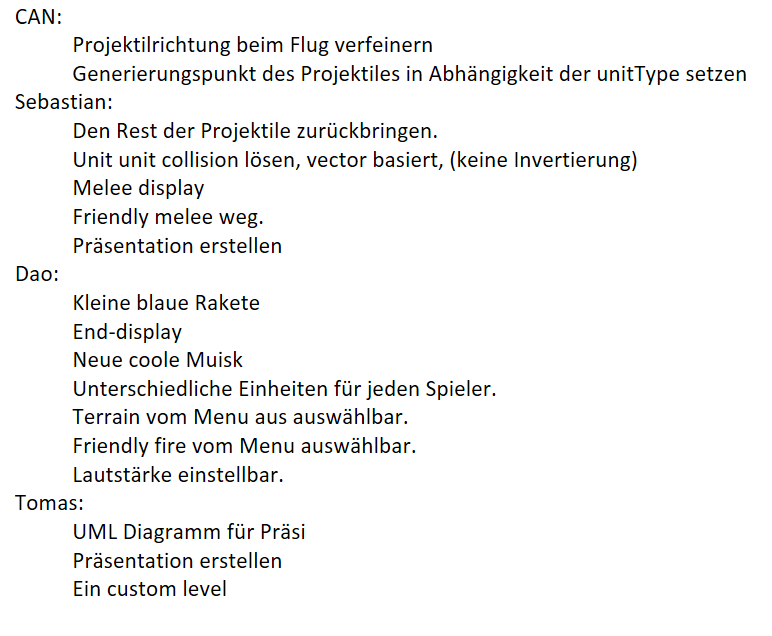 CAN:
Projektilrichtung beim Flug verfeinern
Generierungspunkt des Projektiles in Abhängigkeit der unitType setzen
Sebastian:
Den Rest der Projektile zurückbringen.
Unit unit collision lösen, vector basiert, (keine Invertierung)
Melee display
Friendly melee weg.
Präsentation erstellen
Dao:
Kleine blaue Rakete
End-display
Neue coole Muisk
Unterschiedliche Einheiten für jeden Spieler.
Terrain vom Menu aus auswählbar.
Friendly fire vom Menu auswählbar.
Lautstärke einstellbar.
Tomas:
UML Diagramm für Präsi
Präsentation erstellen
Ein custom level